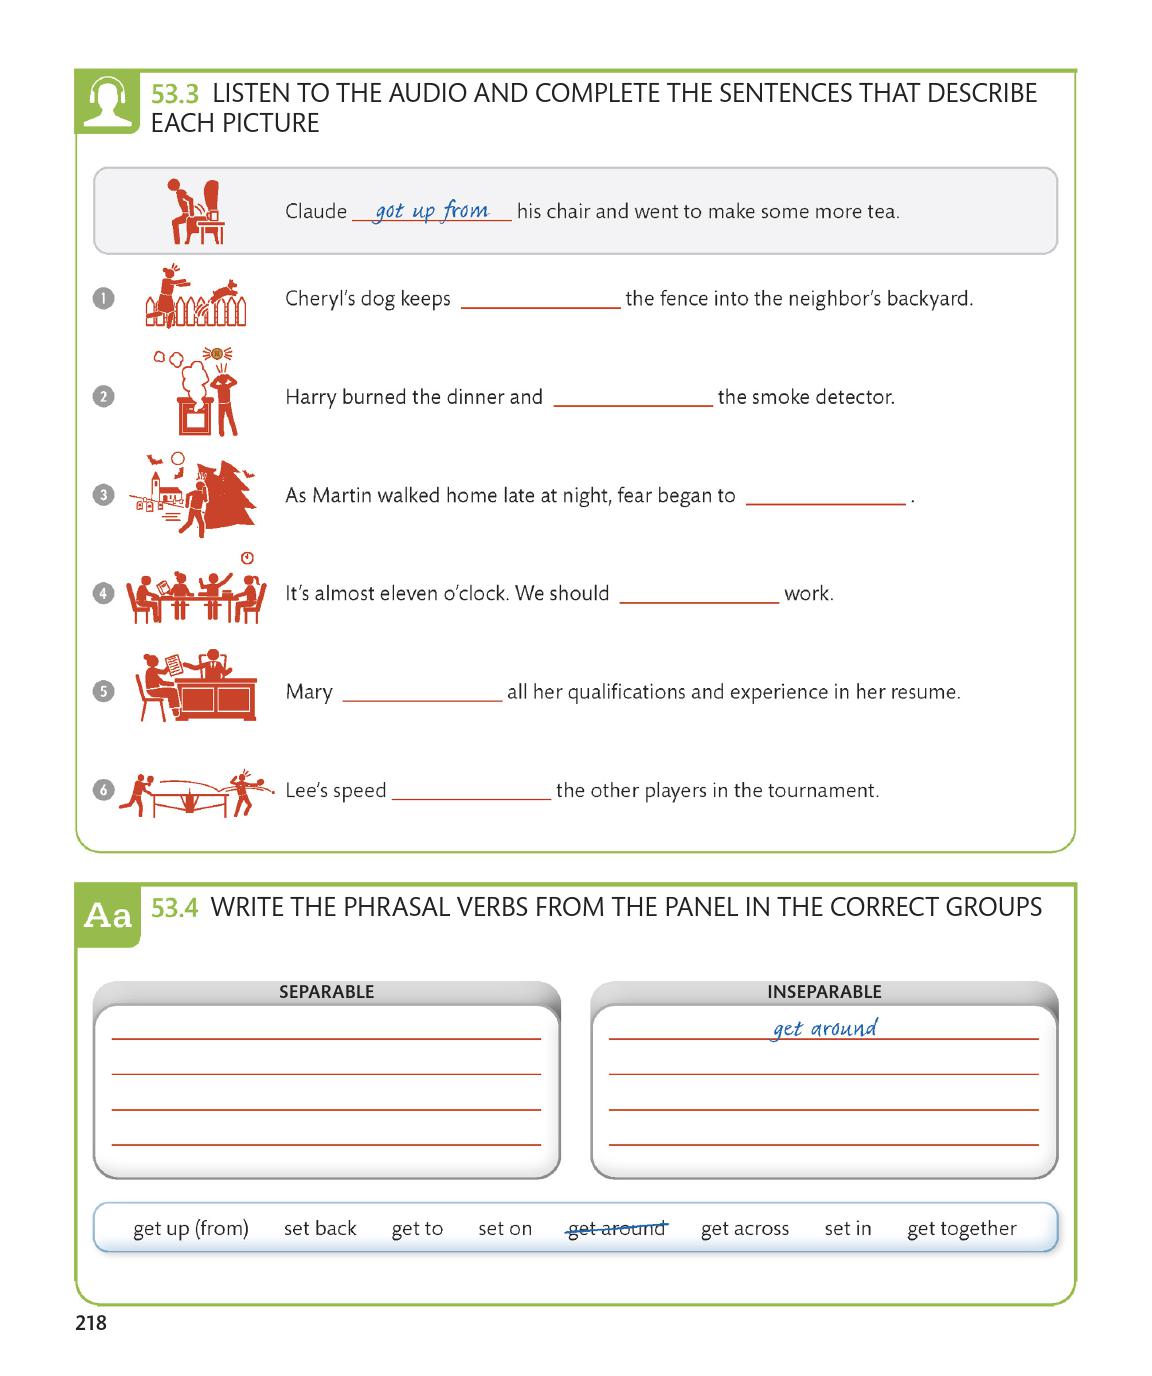 53.3 LISTEN TO THE AUDIO AND COMPLETE THE SENTENCES THAT DESCRIBE
EACH PICTURE
Claude got up from his chair and went to make some more tea.
1 Cheryl's dog keeps ____________ the fence into the neighbor's backyard.
2 Harry burned the dinner and ____________ the smoke detector.
3 As Martin walked home late at night, fear began to ____________ .
4 It's almost eleven o'clock. We should ____________ work.
5 Mary ____________ all her qualifications and experience in her resume.
6 Lee's speed ____________ the other players in the tournament.
Aa 53.4 WRITE THE PHRASAL VERBS FROM THE PANEL IN THE CORRECT GROUPS
SEPARABLE
INSEPARABLE
get around
get up (from) set back get to set on get around get across set in get together
218